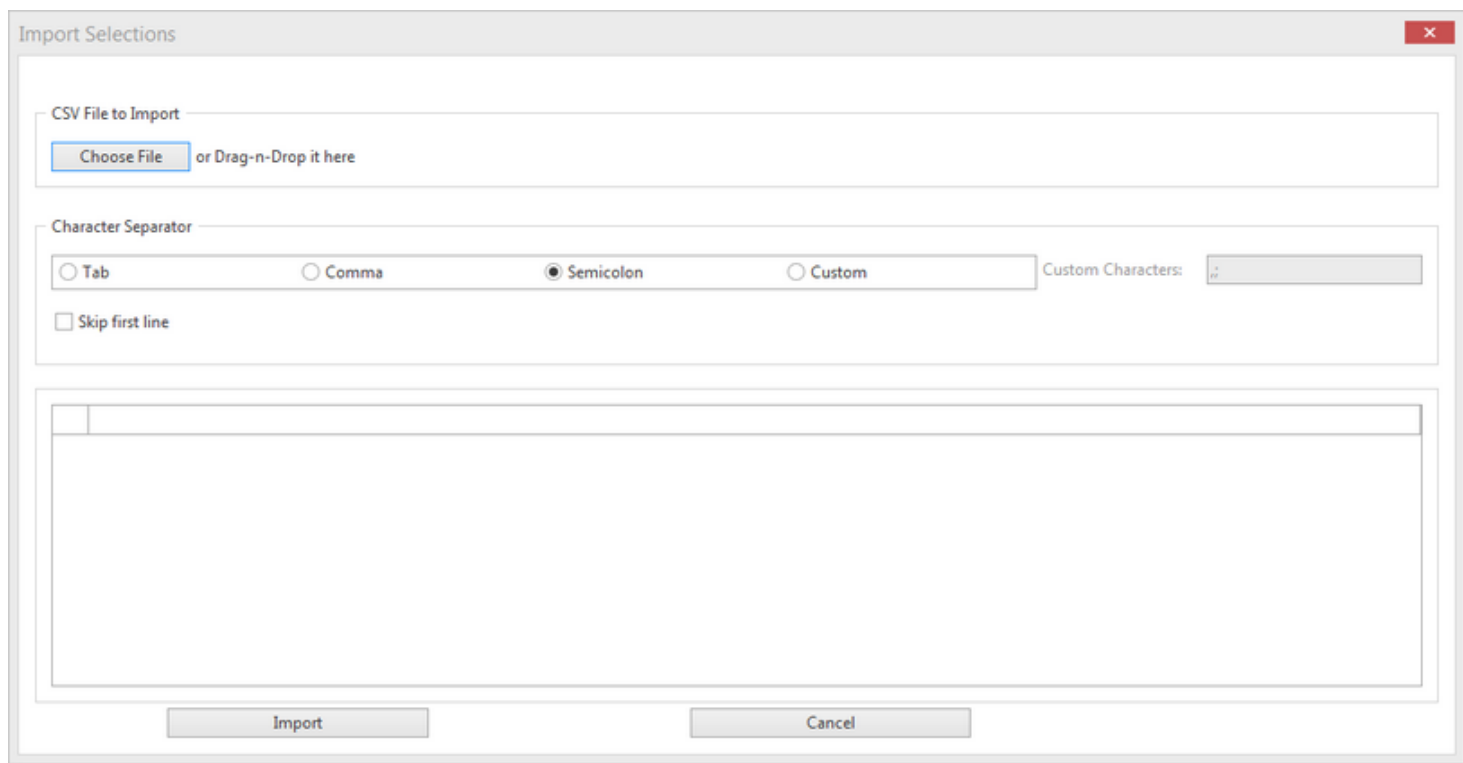 Import Selections
CSV File to Import
Choose File or Drag-n-Drop it here
Character Separator
Tab Comma Semicolon Custom Custom Characters: ,;
Skip first line
Import Cancel